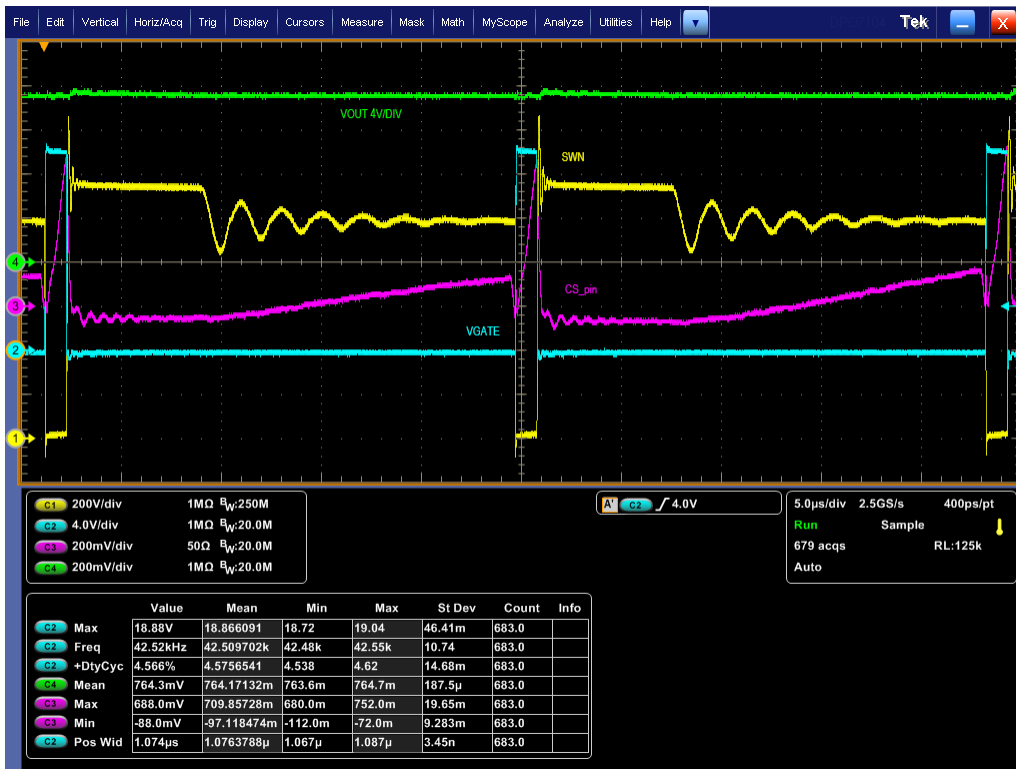 File Edit Vertical Horiz/Acq Trig Display Cursors Measure Mask Math MyScope Analyze Utilities Help Tek X
VOUT 4V/DIV
SWN
4
CS_pin
3
VGATE
2
1
C1 200V/div 1MΩ BW:250M
C2 4.0V/div 1MΩ BW:20.0M
C3 200mV/div 50Ω BW:20.0M
C4 200mV/div 1MΩ BW:20.0M
A' C2 4.0V
5.0µs/div 2.5GS/s 400ps/pt
Run Sample
679 acqs RL:125k
Auto
Value Mean Min Max St Dev Count Info
C2 Max 18.88V 18.866091 18.72 19.04 46.41m 683.0
C2 Freq 42.52kHz 42.509702k 42.48k 42.55k 10.74 683.0
C2 +DtyCyc 4.566% 4.5756541 4.538 4.62 14.68m 683.0
C4 Mean 764.3mV 764.17132m 763.6m 764.7m 187.5µ 683.0
C3 Max 688.0mV 709.85728m 680.0m 752.0m 19.65m 683.0
C3 Min -88.0mV -97.118474m -112.0m -72.0m 9.283m 683.0
C2 Pos Wid 1.074µs 1.0763788µ 1.067µ 1.087µ 3.45n 683.0